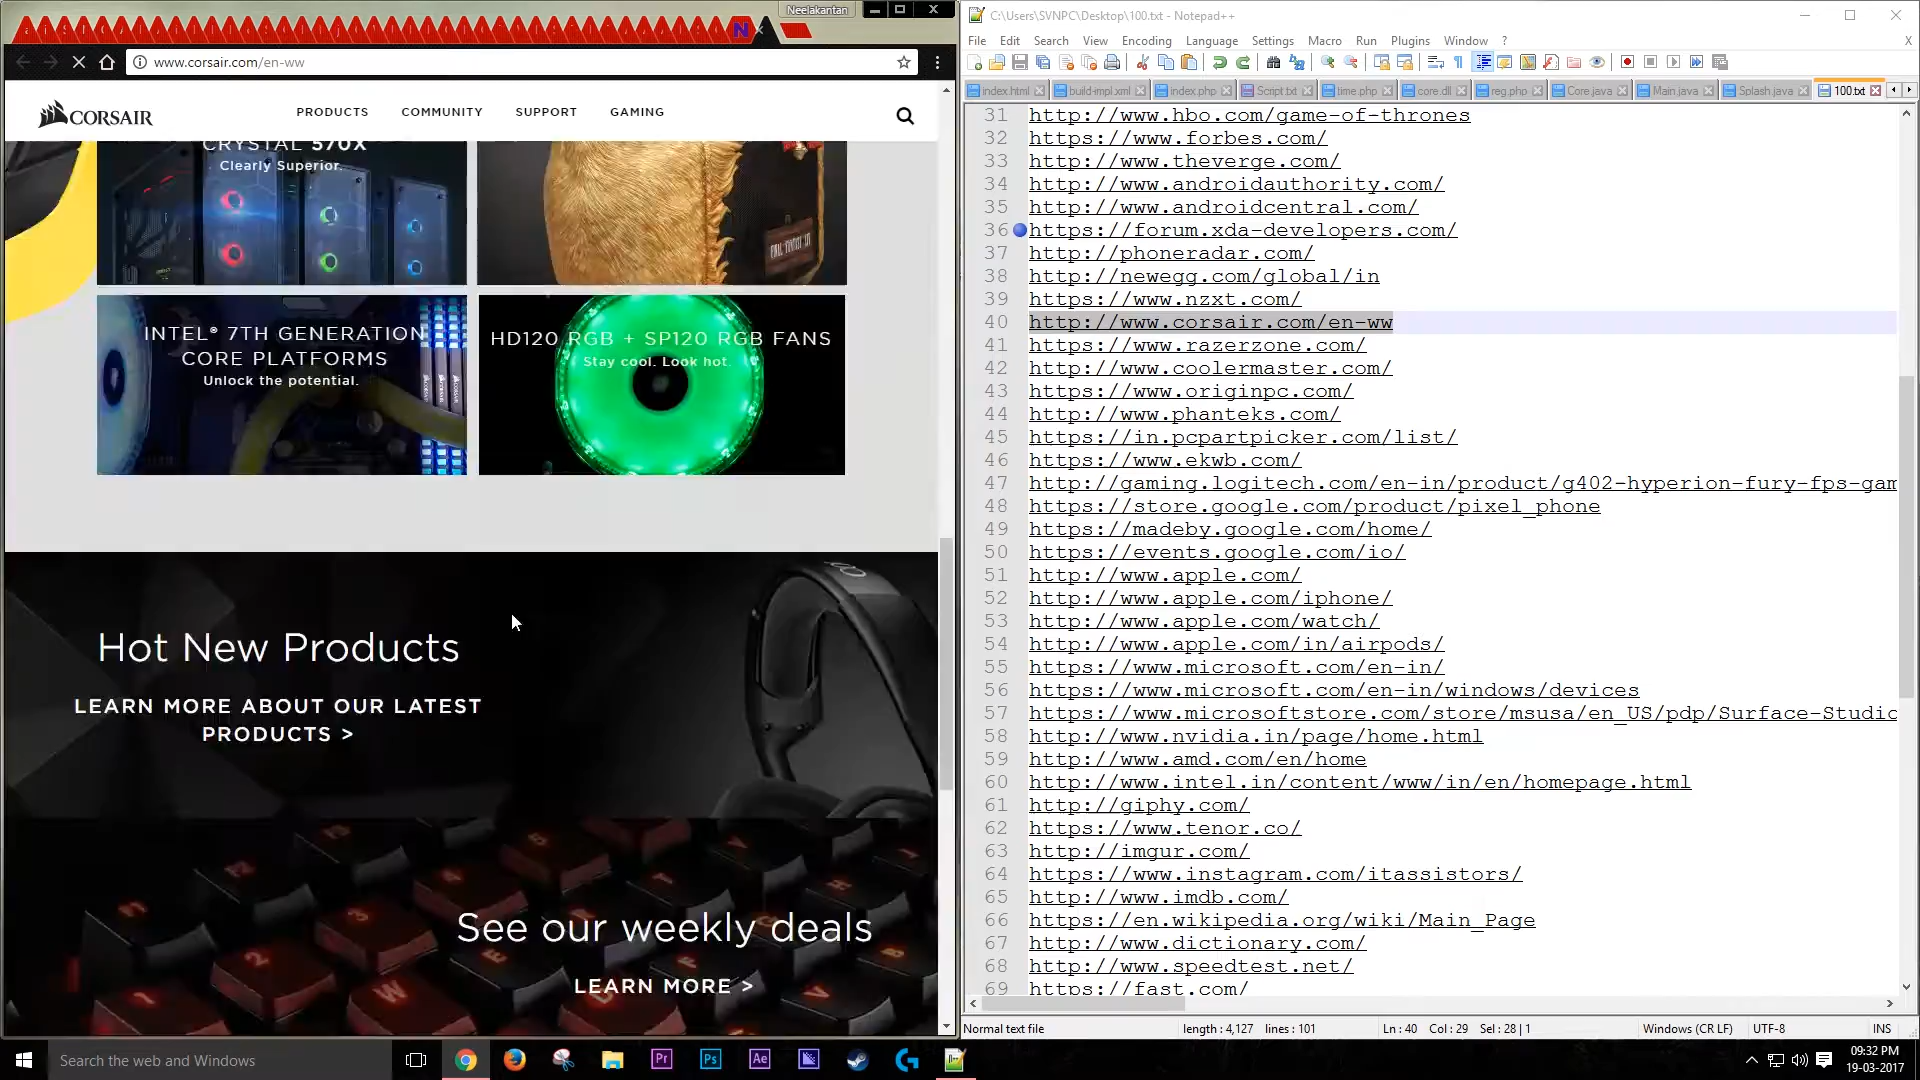 Neelakantan
www.corsair.com/en-ww
CORSAIR
PRODUCTS
COMMUNITY
SUPPORT
GAMING
CRYSTAL 570X
Clearly Superior.
INTEL® 7TH GENERATION
CORE PLATFORMS
Unlock the potential.
HD120 RGB + SP120 RGB FANS
Stay cool. Look hot.
Hot New Products
LEARN MORE ABOUT OUR LATEST
PRODUCTS >
See our weekly deals
LEARN MORE >
C:\Users\SVNPC\Desktop\100.txt - Notepad++
File Edit Search View Encoding Language Settings Macro Run Plugins Window ?
X
index.html
build-impl.xml
index.php
Script.txt
time.php
core.dll
reg.php
Core.java
Main.java
Splash.java
100.txt
31 http://www.hbo.com/game-of-thrones
32 https://www.forbes.com/
33 http://www.theverge.com/
34 http://www.androidauthority.com/
35 http://www.androidcentral.com/
36 https://forum.xda-developers.com/
37 http://phoneradar.com/
38 http://newegg.com/global/in
39 https://www.nzxt.com/
40 http://www.corsair.com/en-ww
41 http://www.razerzone.com/
42 http://www.coolermaster.com/
43 https://www.originpc.com/
44 http://www.phanteks.com/
45 https://in.pcpartpicker.com/list/
46 https://www.ekwb.com/
47 http://gaming.logitech.com/en-in/product/g402-hyperion-fury-fps-gam
48 https://store.google.com/product/pixel_phone
49 https://madeby.google.com/home/
50 https://events.google.com/io/
51 http://www.apple.com/
52 http://www.apple.com/iphone/
53 http://www.apple.com/watch/
54 http://www.apple.com/in/airpods/
55 https://www.microsoft.com/en-in/
56 https://www.microsoft.com/en-in/windows/devices
57 https://www.microsoftstore.com/store/msusa/en_US/pdp/Surface-Studio
58 http://www.nvidia.in/page/home.html
59 http://www.amd.com/en/home
60 http://www.intel.in/content/www/in/en/homepage.html
61 http://giphy.com/
62 https://www.tenor.co/
63 http://imgur.com/
64 https://www.instagram.com/itassistors/
65 http://www.imdb.com/
66 https://en.wikipedia.org/wiki/Main_Page
67 http://www.dictionary.com/
68 http://www.speedtest.net/
69 https://fast.com/
Normal text file
length : 4,127 lines : 101
Ln : 40 Col : 29 Sel : 28 | 1
Windows (CR LF)
UTF-8
INS
Search the web and Windows
Pr
Ps
Ae
09:32 PM
19-03-2017